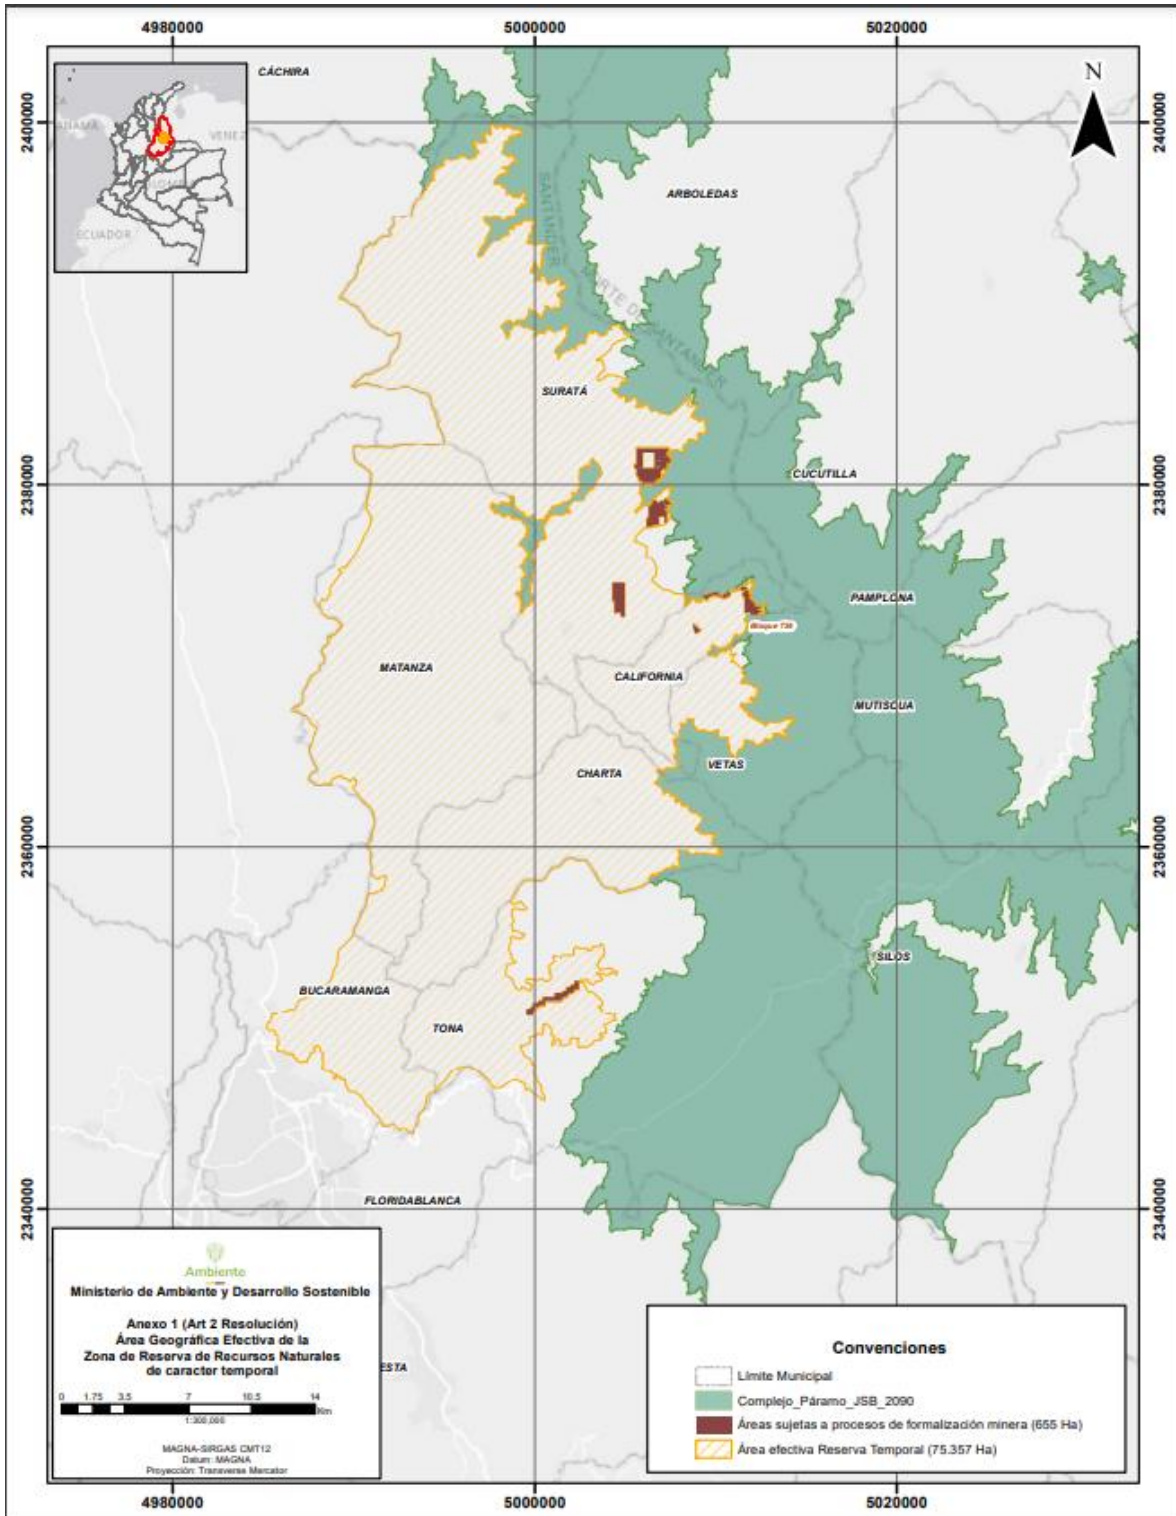 4980000
5000000
5020000
CÁCHIRA
N
2400000
2400000
VENEZ
ECUADOR
ARBOLEDAS
SANTANDER
NORTE DE SANTANDER
SURATÁ
2380000
CUCUTILLA
2380000
PAMPLONA
MATANZA
CALIFORNIA
MUTISCUA
CHARTA
VETAS
2360000
2360000
SILOS
BUCARAMANGA
TONA
FLORIDABLANCA
2340000
2340000
Ambiente
Ministerio de Ambiente y Desarrollo Sostenible
Anexo 1 (Art 2 Resolución)
Área Geográfica Efectiva de la
Zona de Reserva de Recursos Naturales
de caracter temporal
ESTA
0 1.75 3.5 7 10.5 14
Km
1:300,000
MAGNA-SIRGAS CMT12
Datum: MAGNA
Proyección: Transverse Mercator
Convenciones
Límite Municipal
Complejo_Páramo_JSB_2090
Áreas sujetas a procesos de formalización minera (655 Ha)
Área efectiva Reserva Temporal (75.357 Ha)
4980000
5000000
5020000